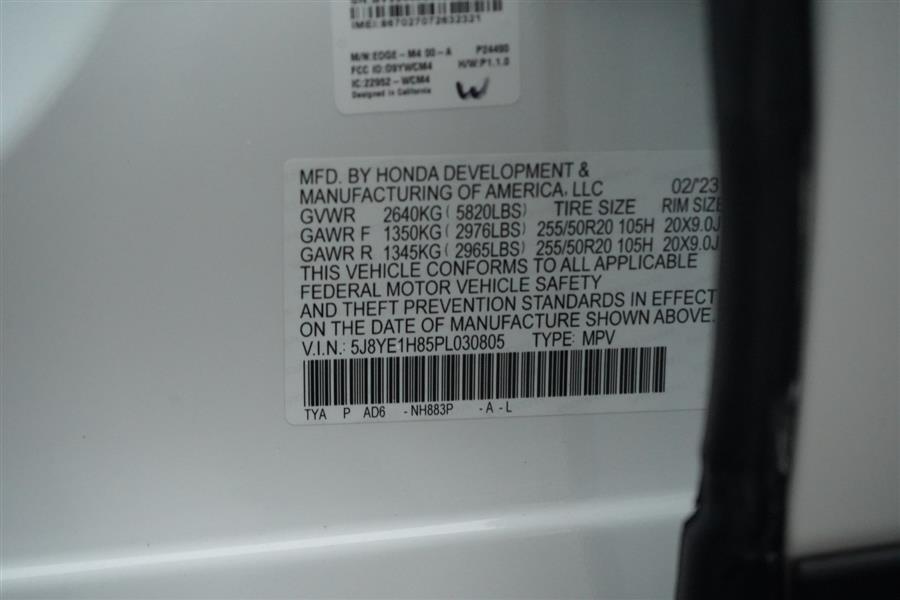 IMEI: 867027072632321
M/N:EDGE-M4 00-A P24490
FCC ID:O9YWCM4 H/W:P1.1.0
IC:22952-WCM4
Designed in California
MFD. BY HONDA DEVELOPMENT &
MANUFACTURING OF AMERICA, LLC 02/'23
GVWR 2640KG ( 5820LBS) TIRE SIZE RIM SIZE
GAWR F 1350KG ( 2976LBS) 255/50R20 105H 20X9.0J
GAWR R 1345KG ( 2965LBS) 255/50R20 105H 20X9.0J
THIS VEHICLE CONFORMS TO ALL APPLICABLE
FEDERAL MOTOR VEHICLE SAFETY
AND THEFT PREVENTION STANDARDS IN EFFECT
ON THE DATE OF MANUFACTURE SHOWN ABOVE.
V.I.N.: 5J8YE1H85PL030805 TYPE: MPV
TYA P AD6 -NH883P -A-L